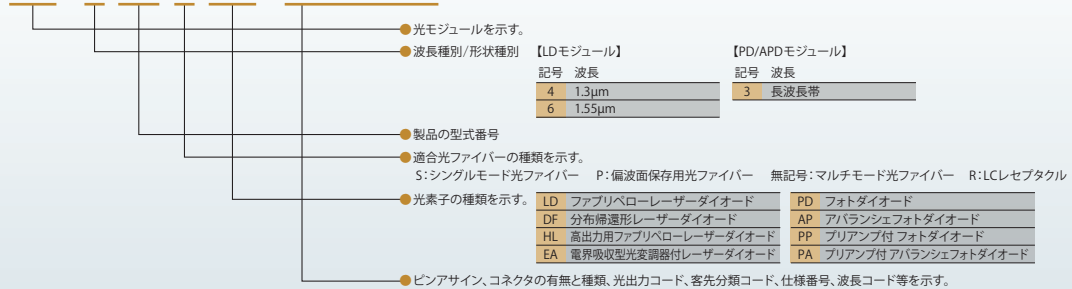 光モジュールを示す。
波長種別/形状種別 【LDモジュール】 【PD/APDモジュール】
記号 波長 記号 波長
4 1.3μm 3 長波長帯
6 1.55μm
製品の型式番号
適合光ファイバーの種類を示す。
S：シングルモード光ファイバー P：偏波面保存用光ファイバー 無記号：マルチモード光ファイバー R：LCレセプタクル
光素子の種類を示す。 LD ファブリペローレーザーダイオード PD フォトダイオード
DF 分布帰還形レーザーダイオード AP アバランシェフォトダイオード
HL 高出力用ファブリペローレーザーダイオード PP プリアンプ付 フォトダイオード
EA 電界吸収型光変調器付レーザーダイオード PA プリアンプ付 アバランシェフォトダイオード
ピンアサイン、コネクタの有無と種類、光出力コード、客先分類コード、仕様番号、波長コード等を示す。